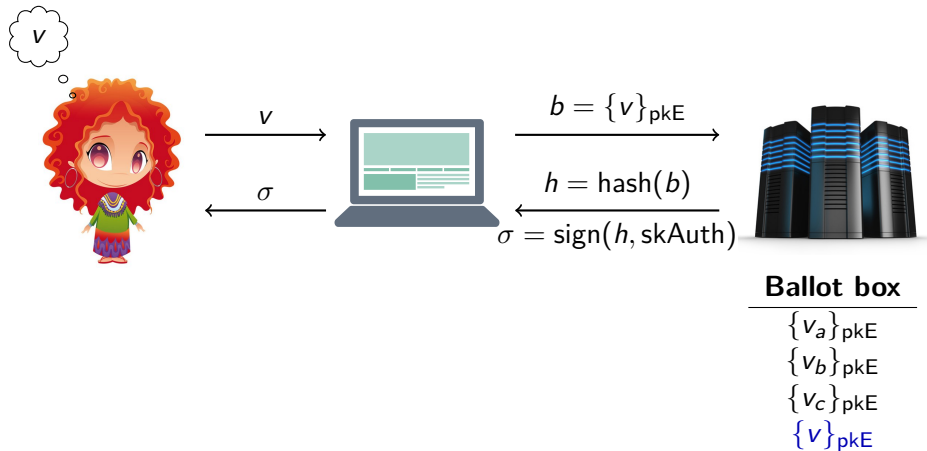 v
v
b = {v}pkE
h = hash(b)
σ
σ = sign(h, skAuth)
Ballot box
{va}pkE
{vb}pkE
{vc}pkE
{v}pkE